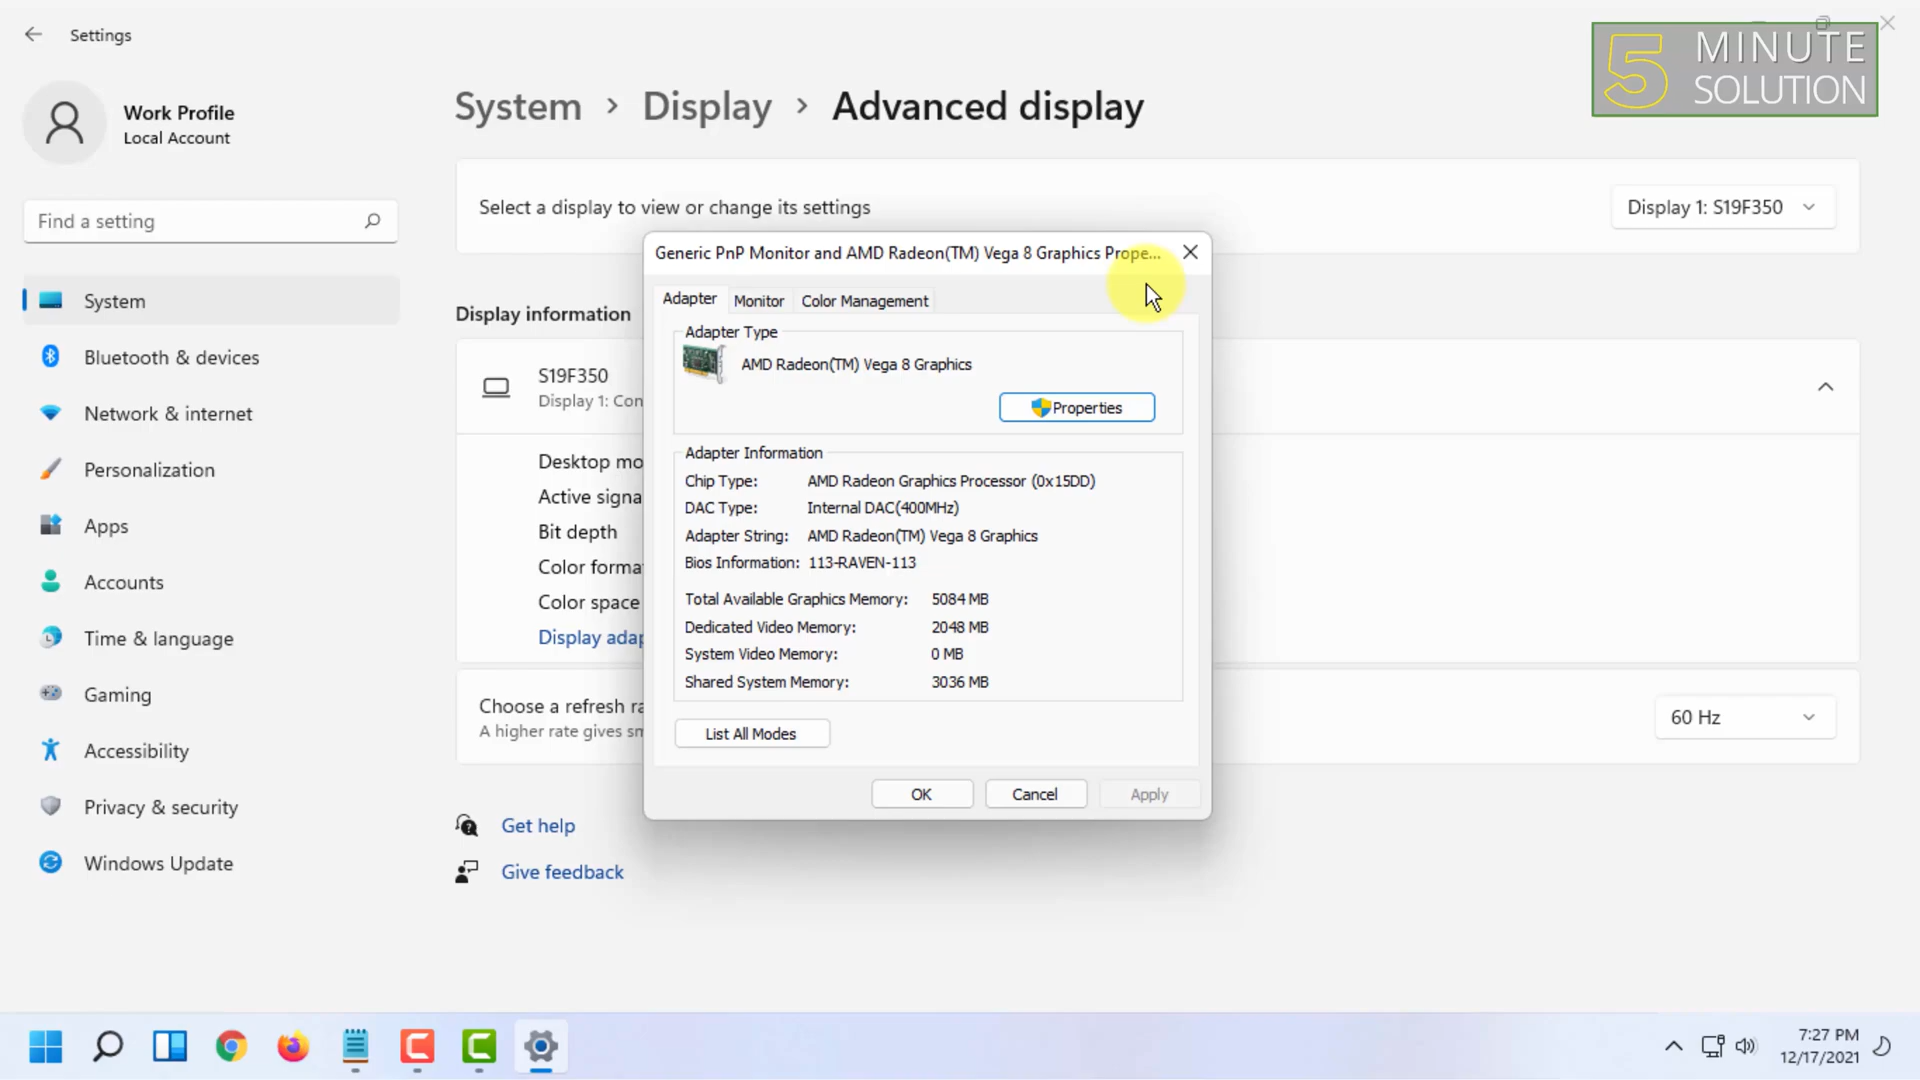 Settings
5 MINUTE
SOLUTION
Work Profile
Local Account
System > Display > Advanced display
Find a setting
Select a display to view or change its settings
Display 1: S19F350
System
Bluetooth & devices
Network & internet
Personalization
Apps
Accounts
Time & language
Gaming
Accessibility
Privacy & security
Windows Update
Display information
S19F350
Display 1: Con
Desktop mo
Active signa
Bit depth
Color forma
Color space
Display adap
Choose a refresh ra
A higher rate gives sm
60 Hz
Get help
Give feedback
Generic PnP Monitor and AMD Radeon(TM) Vega 8 Graphics Prope...
Adapter
Monitor
Color Management
Adapter Type
AMD Radeon(TM) Vega 8 Graphics
Properties
Adapter Information
Chip Type: AMD Radeon Graphics Processor (0x15DD)
DAC Type: Internal DAC(400MHz)
Adapter String: AMD Radeon(TM) Vega 8 Graphics
Bios Information: 113-RAVEN-113
Total Available Graphics Memory: 5084 MB
Dedicated Video Memory: 2048 MB
System Video Memory: 0 MB
Shared System Memory: 3036 MB
List All Modes
OK
Cancel
Apply
7:27 PM
12/17/2021